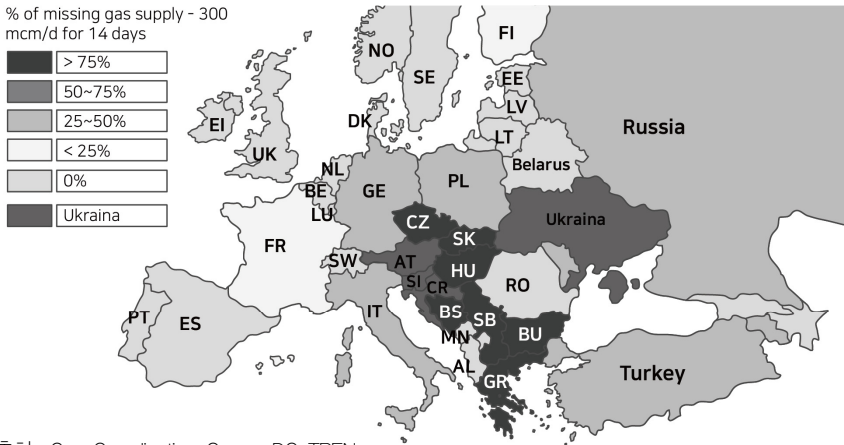 % of missing gas supply - 300
mcm/d for 14 days
> 75%
50~75%
25~50%
< 25%
0%
Ukraina
NO
SE
FI
EE
LV
LT
DK
EI
UK
NL
BE
LU
GE
PL
Belarus
Russia
CZ
SK
Ukraina
FR
SW
AT
HU
SI
CR
RO
PT
ES
IT
BS
SB
BU
MN
AL
GR
Turkey